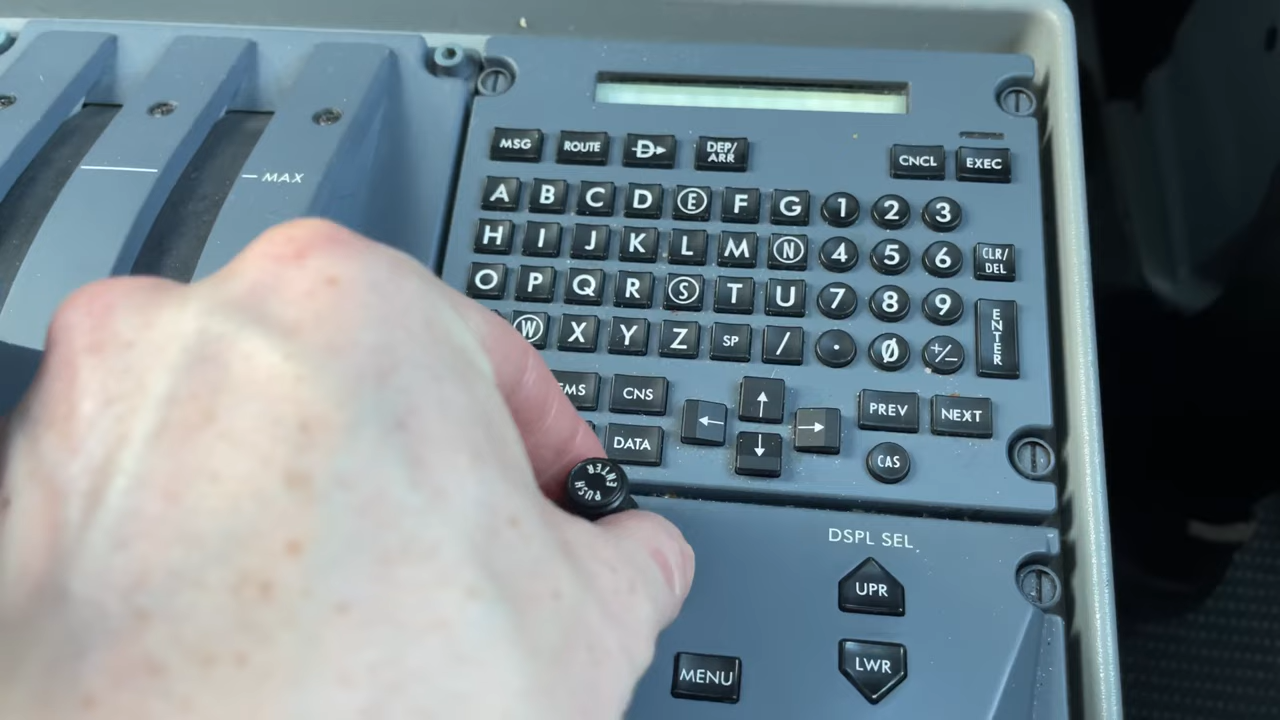 MAX
MSG ROUTE D DEP/ARR CNCL EXEC
A B C D E F G 1 2 3
H I J K L M N 4 5 6 CLR/DEL
O P Q R S T U 7 8 9 ENTER
W X Y Z SP / · 0 +/−
CNS ← ↑ → PREV NEXT
DATA ↓ CAS
PUSH ENTER
DSPL SEL
UPR
MENU LWR